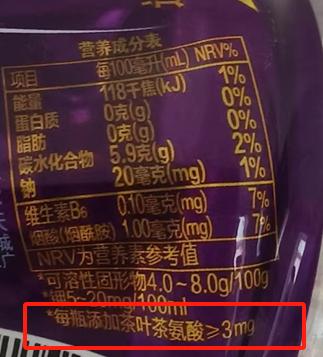 营养成分表
项目 每100毫升(mL) NRV%
能量 118千焦(kJ) 1%
蛋白质 0克(g) 0%
脂肪 0克(g) 0%
碳水化合物 5.9克(g) 2%
钠 20毫克(mg) 1%
维生素B₆ 0.10毫克(mg) 7%
烟酸(烟酰胺) 1.00毫克(mg) 7%
NRV为营养素参考值
*可溶性固形物4.0~8.0g/100g
*钾5~20mg/100ml
*每瓶添加茶叶茶氨酸≥3mg